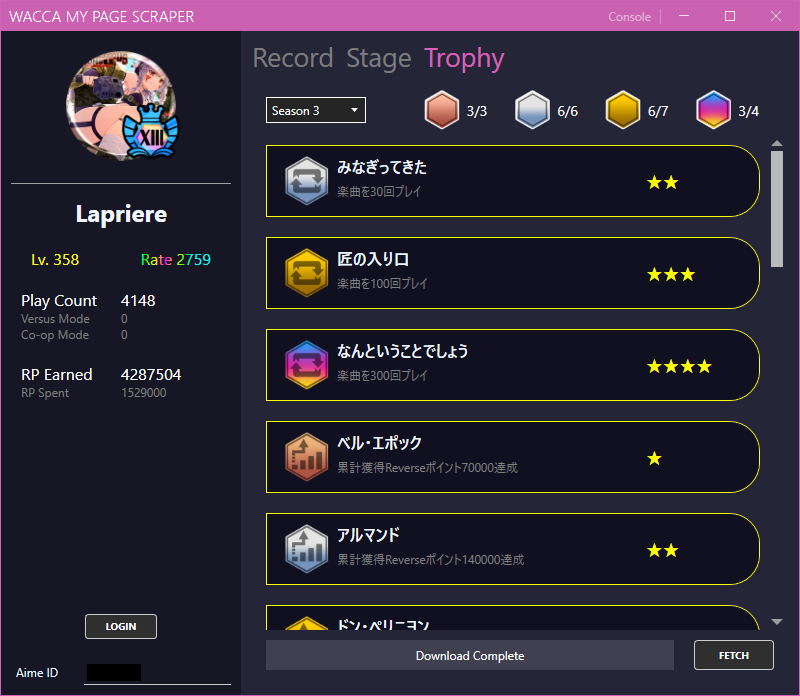 WACCA MY PAGE SCRAPER
Console
XIII
Lapriere
Lv. 358
Rate 2759
Play Count 4148
Versus Mode 0
Co-op Mode 0
RP Earned 4287504
RP Spent 1529000
LOGIN
Aime ID
Record Stage Trophy
Season 3
3/3
6/6
6/7
3/4
みなぎってきた
楽曲を30回プレイ
★★
匠の入り口
楽曲を100回プレイ
★★★
なんということでしょう
楽曲を300回プレイ
★★★★
ベル・エポック
累計獲得Reverseポイント70000達成
★
アルマンド
累計獲得Reverseポイント140000達成
★★
ドン・ペリニヨン
Download Complete
FETCH